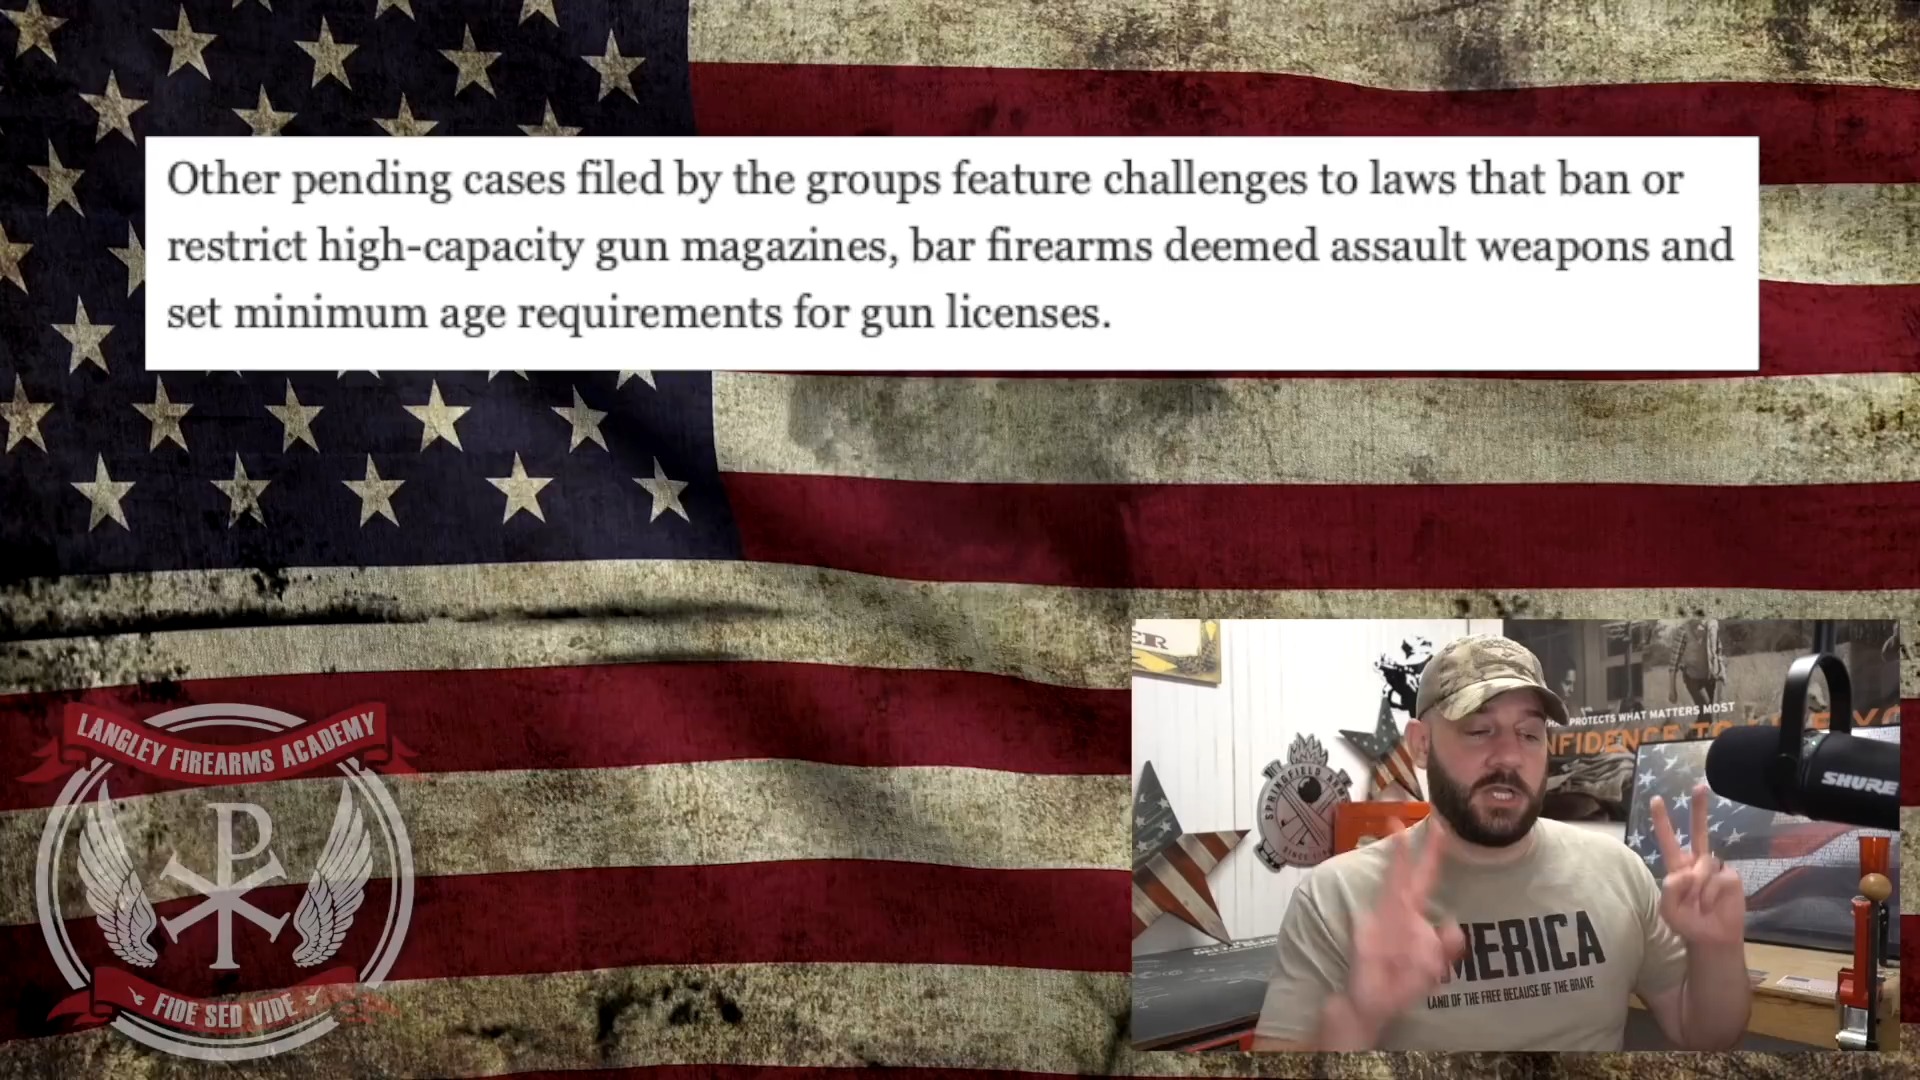 Other pending cases filed by the groups feature challenges to laws that ban or
restrict high-capacity gun magazines, bar firearms deemed assault weapons and
set minimum age requirements for gun licenses.
PROTECTS WHAT MATTERS MOST
SHURE
LANGLEY FIREARMS ACADEMY
FIDE SED VIDE
SPRINGFIELD
MERICA
LAND OF THE FREE BECAUSE OF THE BRAVE